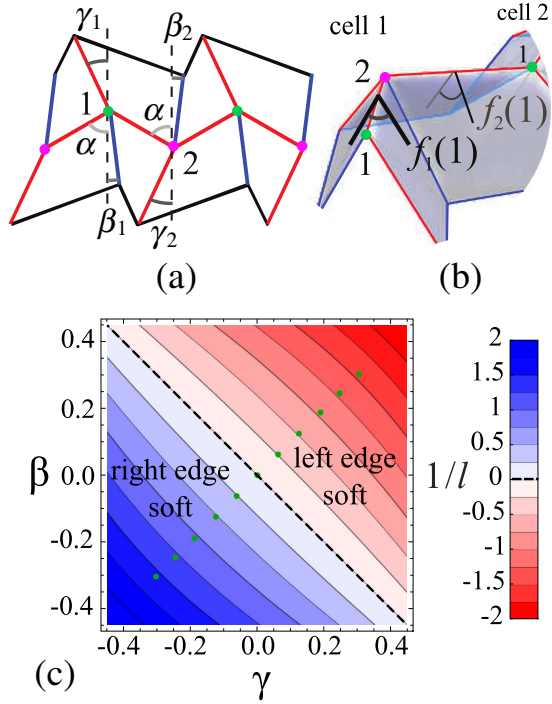 γ₁ β₂
1 α
α 2
β₁ γ₂
(a)
cell 1 cell 2
2 1
f₂(1)
1 f₁(1)
(b)
β
0.4
0.2
0.0
-0.2
-0.4
right edge
soft
left edge
soft
-0.4 -0.2 0.0 0.2 0.4
γ
(c)
1/l
2
1.5
1
0.5
0
-0.5
-1
-1.5
-2